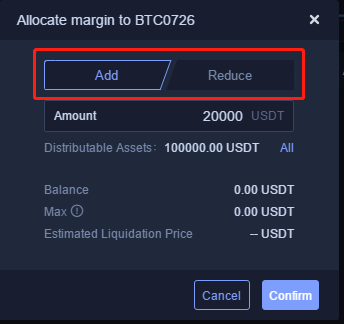 Allocate margin to BTC0726
Add Reduce
Amount 20000 USDT
Distributable Assets: 100000.00 USDT All
Balance 0.00 USDT
Max 0.00 USDT
Estimated Liquidation Price -- USDT
Cancel Confirm